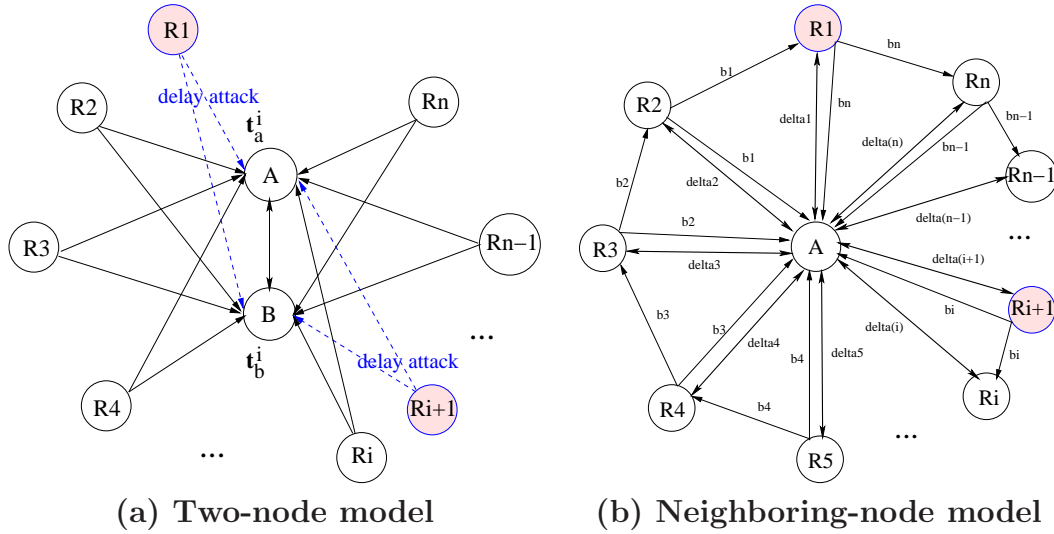 R1
delay attack
R2
Rn
t_a^i
A
R3
Rn−1
B
t_b^i
...
delay attack
R4
Ri+1
...
Ri
(a) Two-node model
R1
bn
b1
Rn
R2
bn
bn−1
delta1
delta(n)
b1
bn−1
Rn−1
delta2
b2
delta(n−1)
b2
...
R3
A
delta3
delta(i+1)
bi
Ri+1
b3
b3
delta4
b4
delta5
delta(i)
bi
Ri
R4
b4
...
R5
(b) Neighboring-node model